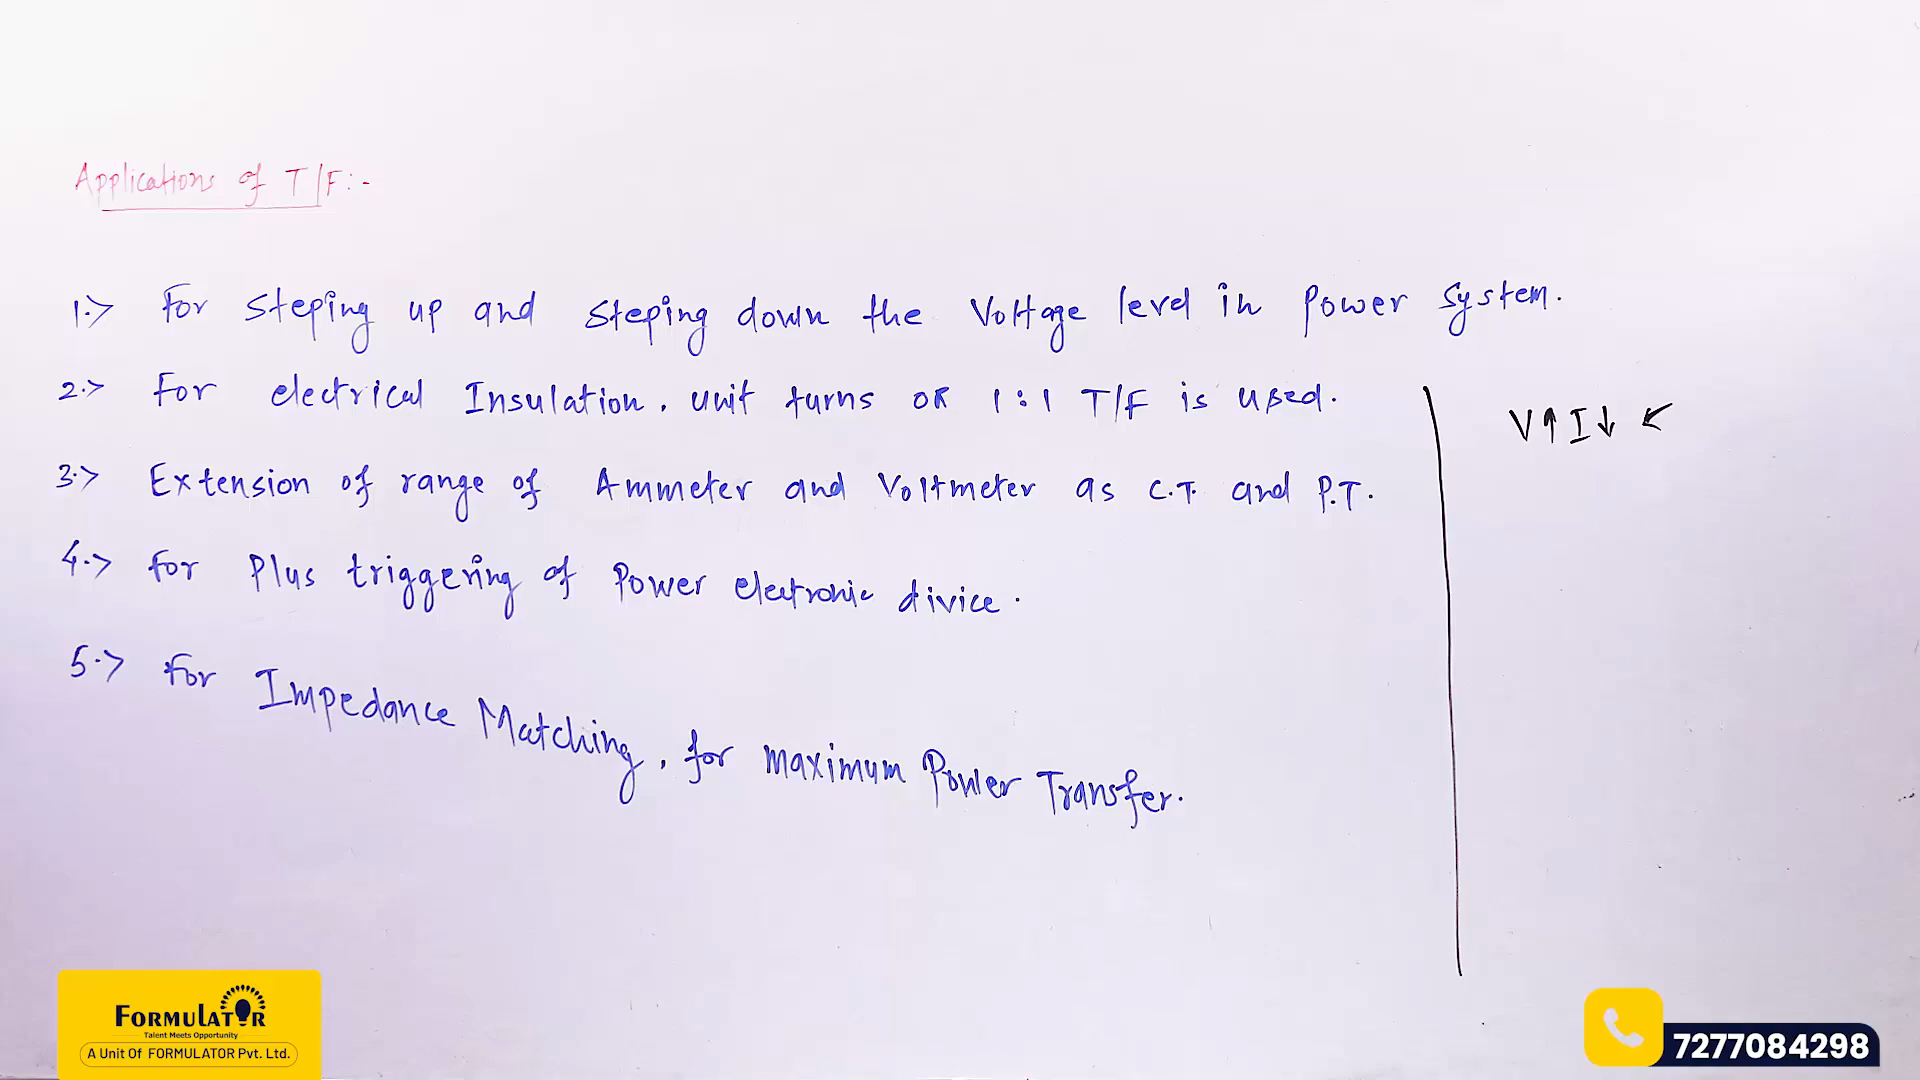 Applications of T/F:-
1.> For Steping up and Steping down the Voltage level in Power System.
2.> For electrical Insulation, unit turns OR 1:1 T/F is used.
3.> Extension of range of Ammeter and Voltmeter as C.T. and P.T.
4.> For Plus triggering of Power electronic divice.
5.> For Impedance Matching, for maximum Power Transfer.
V↑ I↓ ↙
FORMULATOR
Talent Meets Opportunity
A Unit Of FORMULATOR Pvt. Ltd.
7277084298